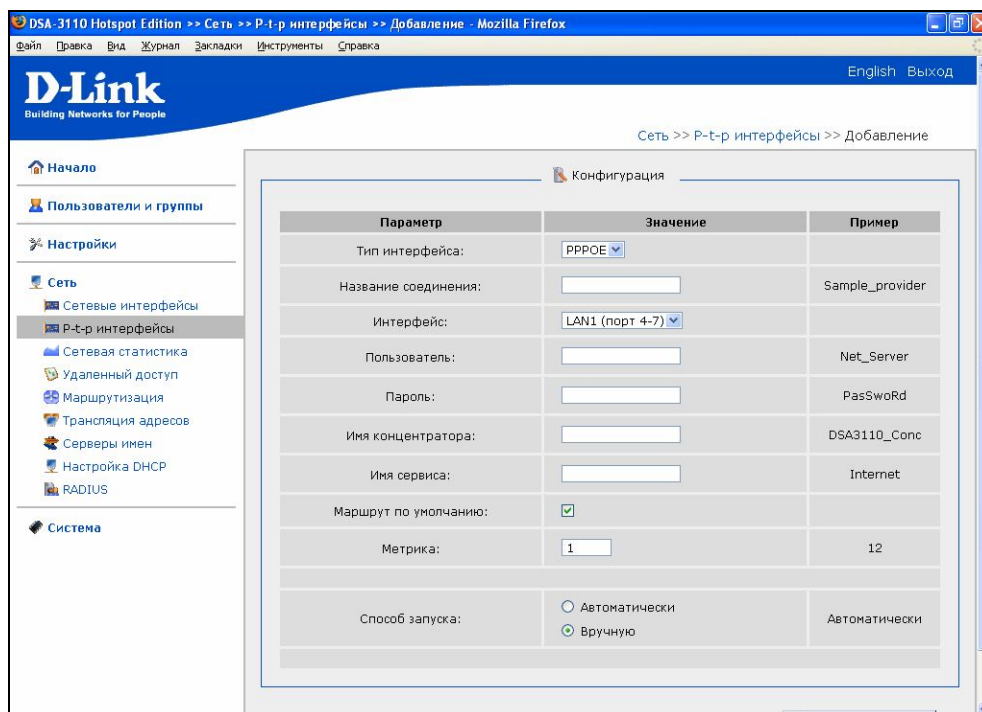 DSA-3110 Hotspot Edition >> Сеть >> P-t-p интерфейсы >> Добавление - Mozilla Firefox
Файл Правка Вид Журнал Закладки Инструменты Справка
English Выход
D-Link
Building Networks for People
Сеть >> P-t-p интерфейсы >> Добавление
Начало
Пользователи и группы
Настройки
Сеть
Сетевые интерфейсы
P-t-p интерфейсы
Сетевая статистика
Удаленный доступ
Маршрутизация
Трансляция адресов
Серверы имен
Настройка DHCP
RADIUS
Система
Конфигурация
Параметр Значение Пример
Тип интерфейса: PPPOE
Название соединения: Sample_provider
Интерфейс: LAN1 (порт 4-7)
Пользователь: Net_Server
Пароль: PasSwoRd
Имя концентратора: DSA3110_Conc
Имя сервиса: Internet
Маршрут по умолчанию:
Метрика: 1 12
Способ запуска: Автоматически Автоматически
Вручную